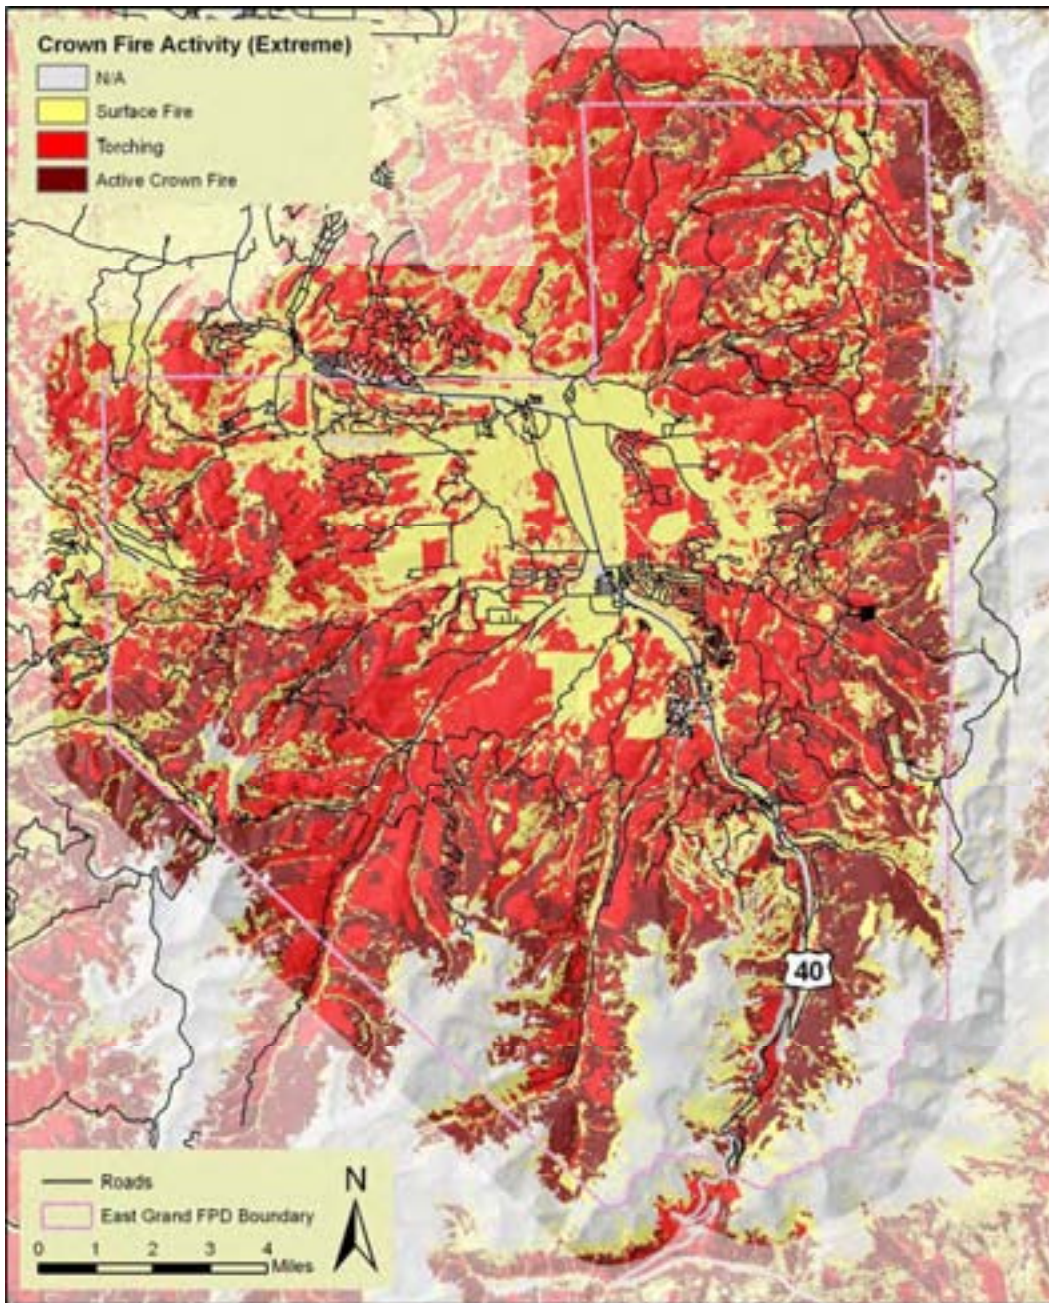 Crown Fire Activity (Extreme)
N/A
Surface Fire
Torching
Active Crown Fire
40
Roads
East Grand FPD Boundary
N
0 1 2 3 4
Miles